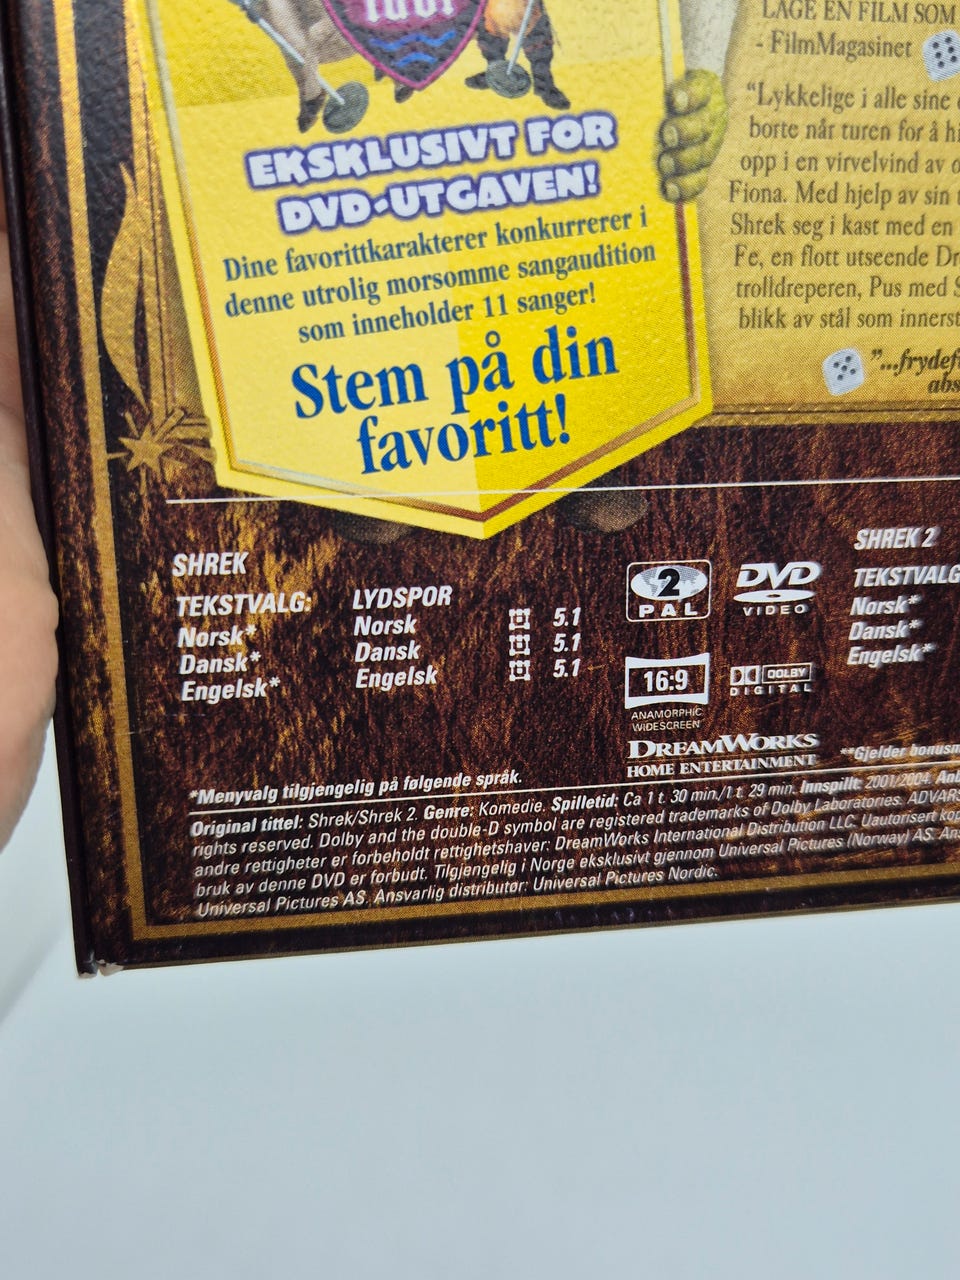 EKSKLUSIVT FOR
DVD-UTGAVEN!
Dine favorittkarakterer konkurrerer i
denne utrolig morsomme sangaudition
som inneholder 11 sanger!
Stem på din
favoritt!
LAGE EN FILM SOM
- FilmMagasinet
"Lykkelige i alle sine
borte når turen for å
opp i en virvelvind av
Fiona. Med hjelp av sin
Shrek seg i kast med en
Fe, en flott utseende
trolldreperen, Pus med
blikk av stål som
"...
SHREK
TEKSTVALG:
Norsk*
Dansk*
Engelsk*
LYDSPOR
Norsk 5.1
Dansk 5.1
Engelsk 5.1
2
PAL
DVD
VIDEO
16:9
ANAMORPHIC
WIDESCREEN
DOLBY
DIGITAL
DREAMWORKS
HOME ENTERTAINMENT
SHREK 2
TEKSTVALG
Norsk*
Dansk*
Engelsk*
**Gjelder
*Menyvalg tilgjengelig på følgende språk.
Original tittel: Shrek/Shrek 2. Genre: Komedie. Spilletid: Ca 1 t. 30 min./1 t. 29 min. Innspilt: 2001/2004.
rights reserved. Dolby and the double-D symbol are registered trademarks of Dolby Laboratories.
andre rettigheter er forbeholdt rettighetshaver: DreamWorks International Distribution LLC. Uautorisert
bruk av denne DVD er forbudt. Tilgjengelig i Norge eksklusivt gjennom Universal Pictures (Norway) AS.
Universal Pictures AS. Ansvarlig distributør: Universal Pictures Nordic.